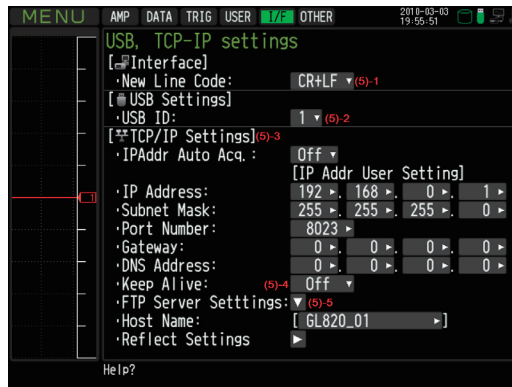 MENU AMP DATA TRIG USER I/F OTHER 2010-03-03
19:55:51
USB, TCP-IP settings
[Interface]
・New Line Code: CR+LF ▼(5)-1
[USB Settings]
・USB ID: 1 ▼ (5)-2
[TCP/IP Settings](5)-3
・IPAddr Auto Acq.: Off ▼
[IP Addr User Setting]
・IP Address: 192 ►. 168 ►. 0 ►. 1 ►
・Subnet Mask: 255 ►. 255 ►. 255 ►. 0 ►
・Port Number: 8023 ►
・Gateway: 0 ►. 0 ►. 0 ►. 0 ►
・DNS Address: 0 ►. 0 ►. 0 ►. 0 ►
・Keep Alive: (5)-4 Off ▼
・FTP Server Setttings: ▼ (5)-5
・Host Name: [ GL820_01 ►]
・Reflect Settings ►
1
Help?